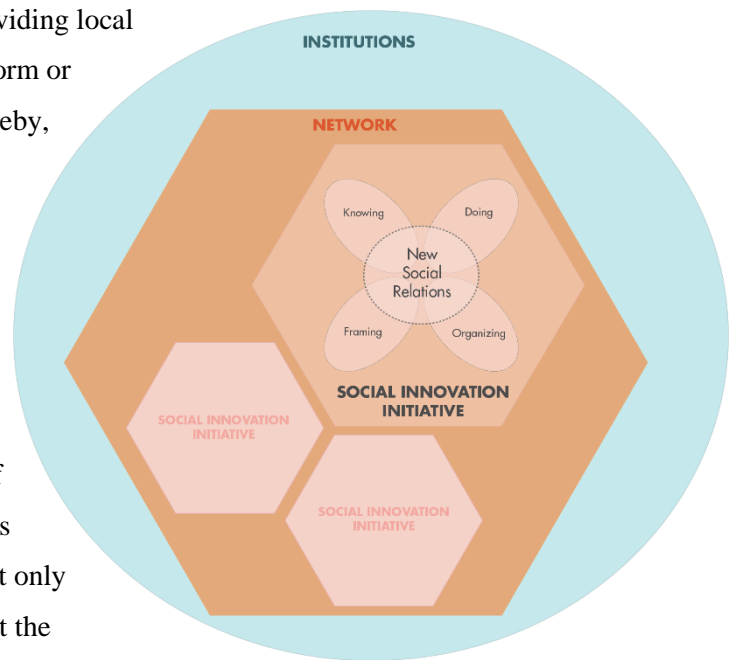 viding local
orm or
eby,
f
s
t only
t the
INSTITUTIONS
NETWORK
Knowing
Doing
New
Social
Relations
Framing
Organizing
SOCIAL INNOVATION
INITIATIVE
SOCIAL INNOVATION
INITIATIVE
SOCIAL INNOVATION
INITIATIVE